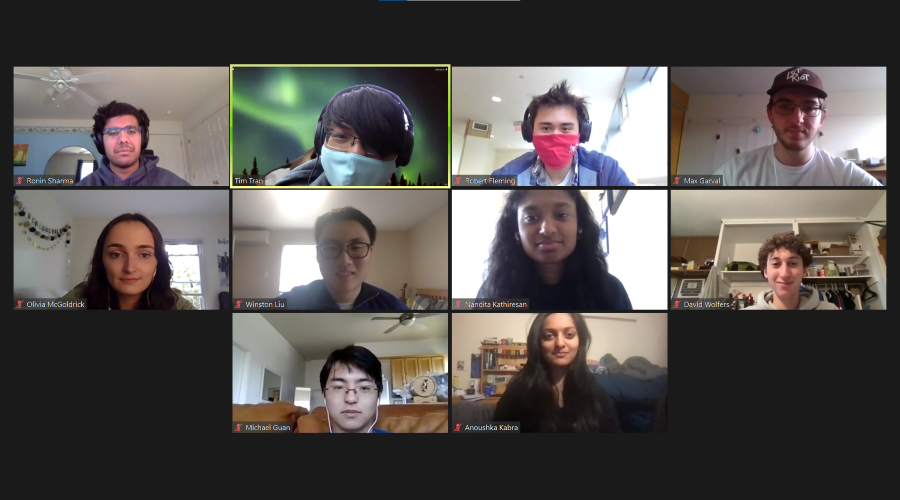 Ronin Sharma
Tim Tran
Robert Fleming
Max Garval
Olivia McGoldrick
Winston Liu
Nandita Kathiresan
David Wolfers
Michael Guan
Anoushka Kabra